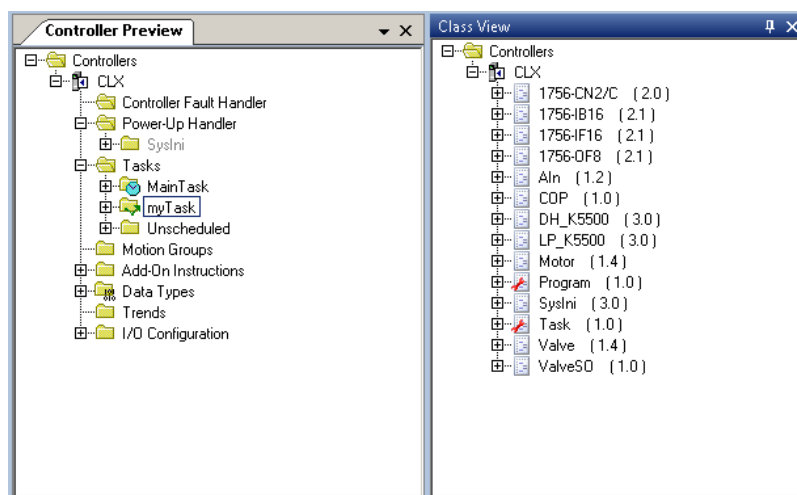 Controller Preview
Controllers
CLX
Controller Fault Handler
Power-Up Handler
SysIni
Tasks
MainTask
myTask
Unscheduled
Motion Groups
Add-On Instructions
Data Types
Trends
I/O Configuration
Class View
Controllers
CLX
1756-CN2/C (2.0)
1756-IB16 (2.1)
1756-IF16 (2.1)
1756-OF8 (2.1)
AIn (1.2)
COP (1.0)
DH_K5500 (3.0)
LP_K5500 (3.0)
Motor (1.4)
Program (1.0)
SysIni (3.0)
Task (1.0)
Valve (1.4)
ValveSO (1.0)